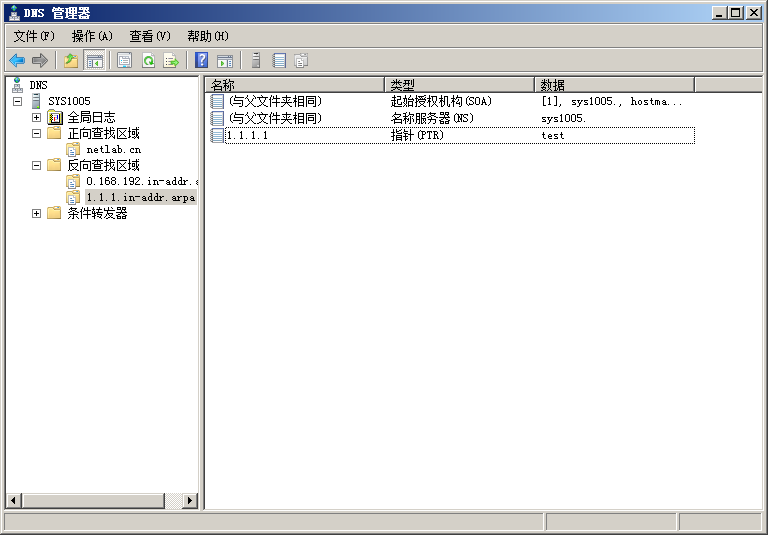 DNS 管理器
文件(F) 操作(A) 查看(V) 帮助(H)
DNS
SYS1005
全局日志
正向查找区域
netlab.cn
反向查找区域
0.168.192.in-addr.a
1.1.1.in-addr.arpa
条件转发器
名称 类型 数据
(与父文件夹相同) 起始授权机构(SOA) [1], sys1005., hostma...
(与父文件夹相同) 名称服务器(NS) sys1005.
1.1.1.1 指针(PTR) test